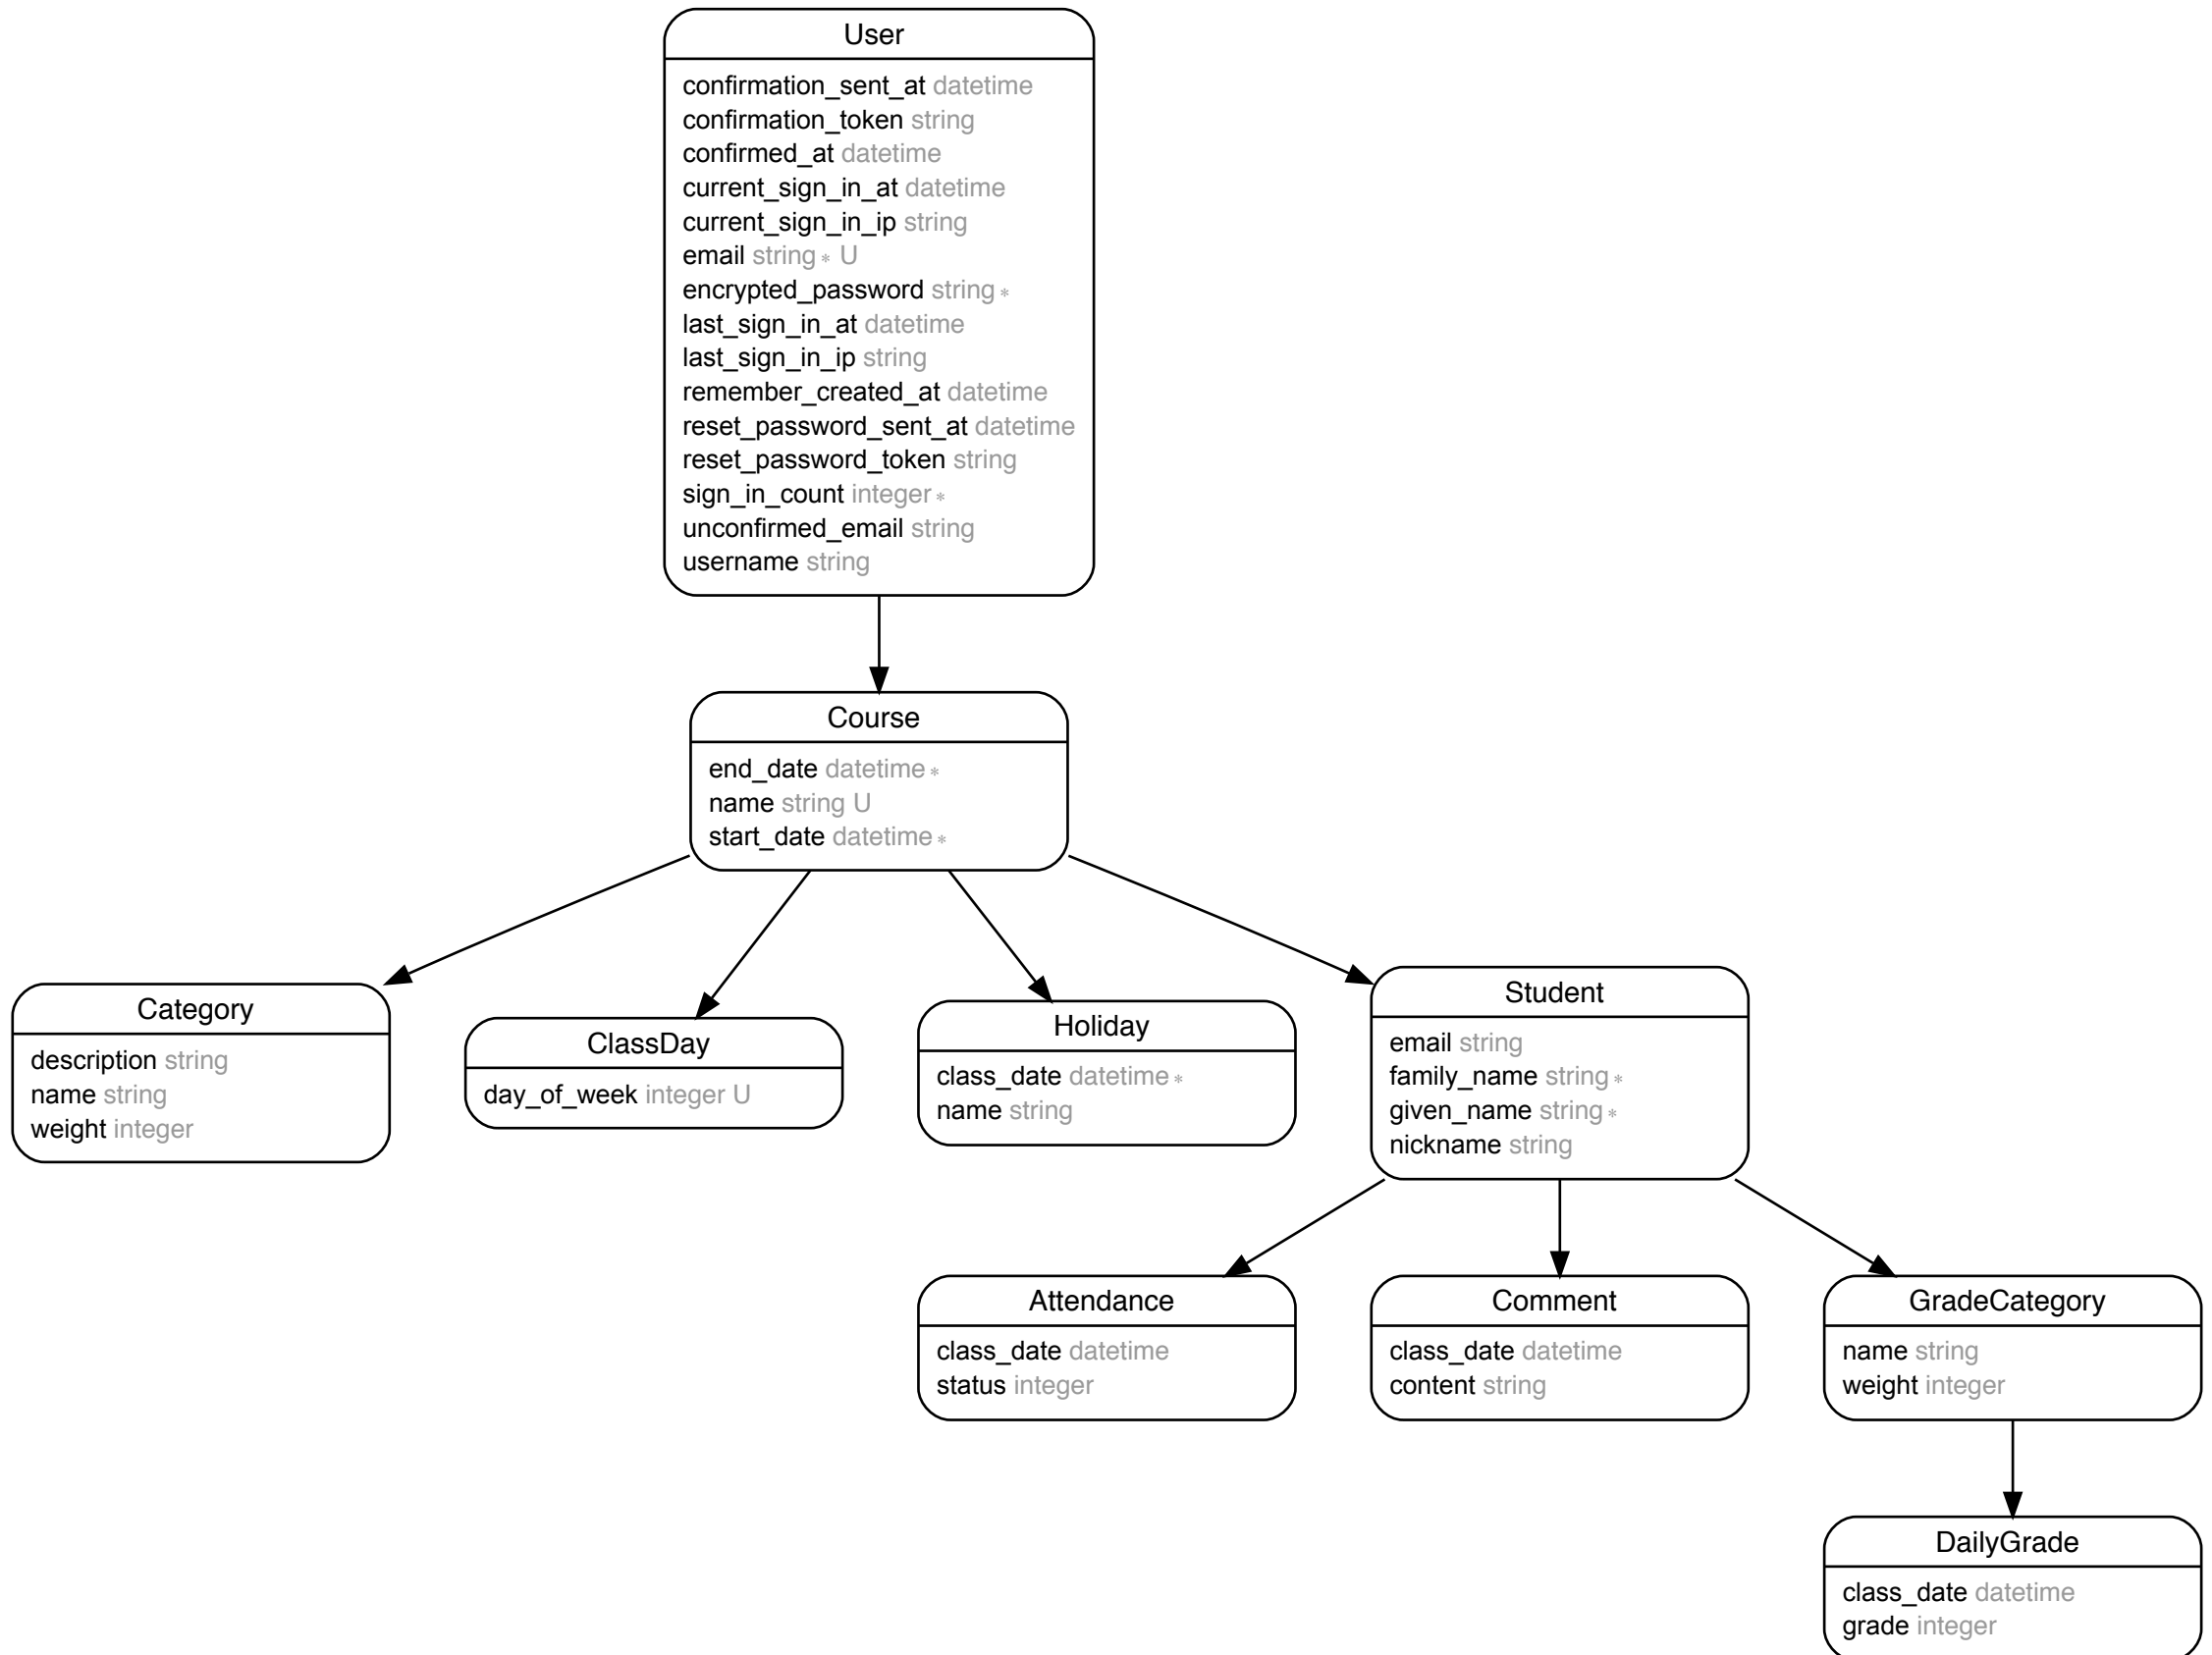 User
confirmation_sent_at datetime
confirmation_token string
confirmed_at datetime
current_sign_in_at datetime
current_sign_in_ip string
email string* U
encrypted_password string*
last_sign_in_at datetime
last_sign_in_ip string
remember_created_at datetime
reset_password_sent_at datetime
reset_password_token string
sign_in_count integer*
unconfirmed_email string
username string
Course
end_date datetime*
name string U
start_date datetime*
Category
description string
name string
weight integer
ClassDay
day_of_week integer U
Holiday
class_date datetime*
name string
Student
email string
family_name string*
given_name string*
nickname string
Attendance
class_date datetime
status integer
Comment
class_date datetime
content string
GradeCategory
name string
weight integer
DailyGrade
class_date datetime
grade integer